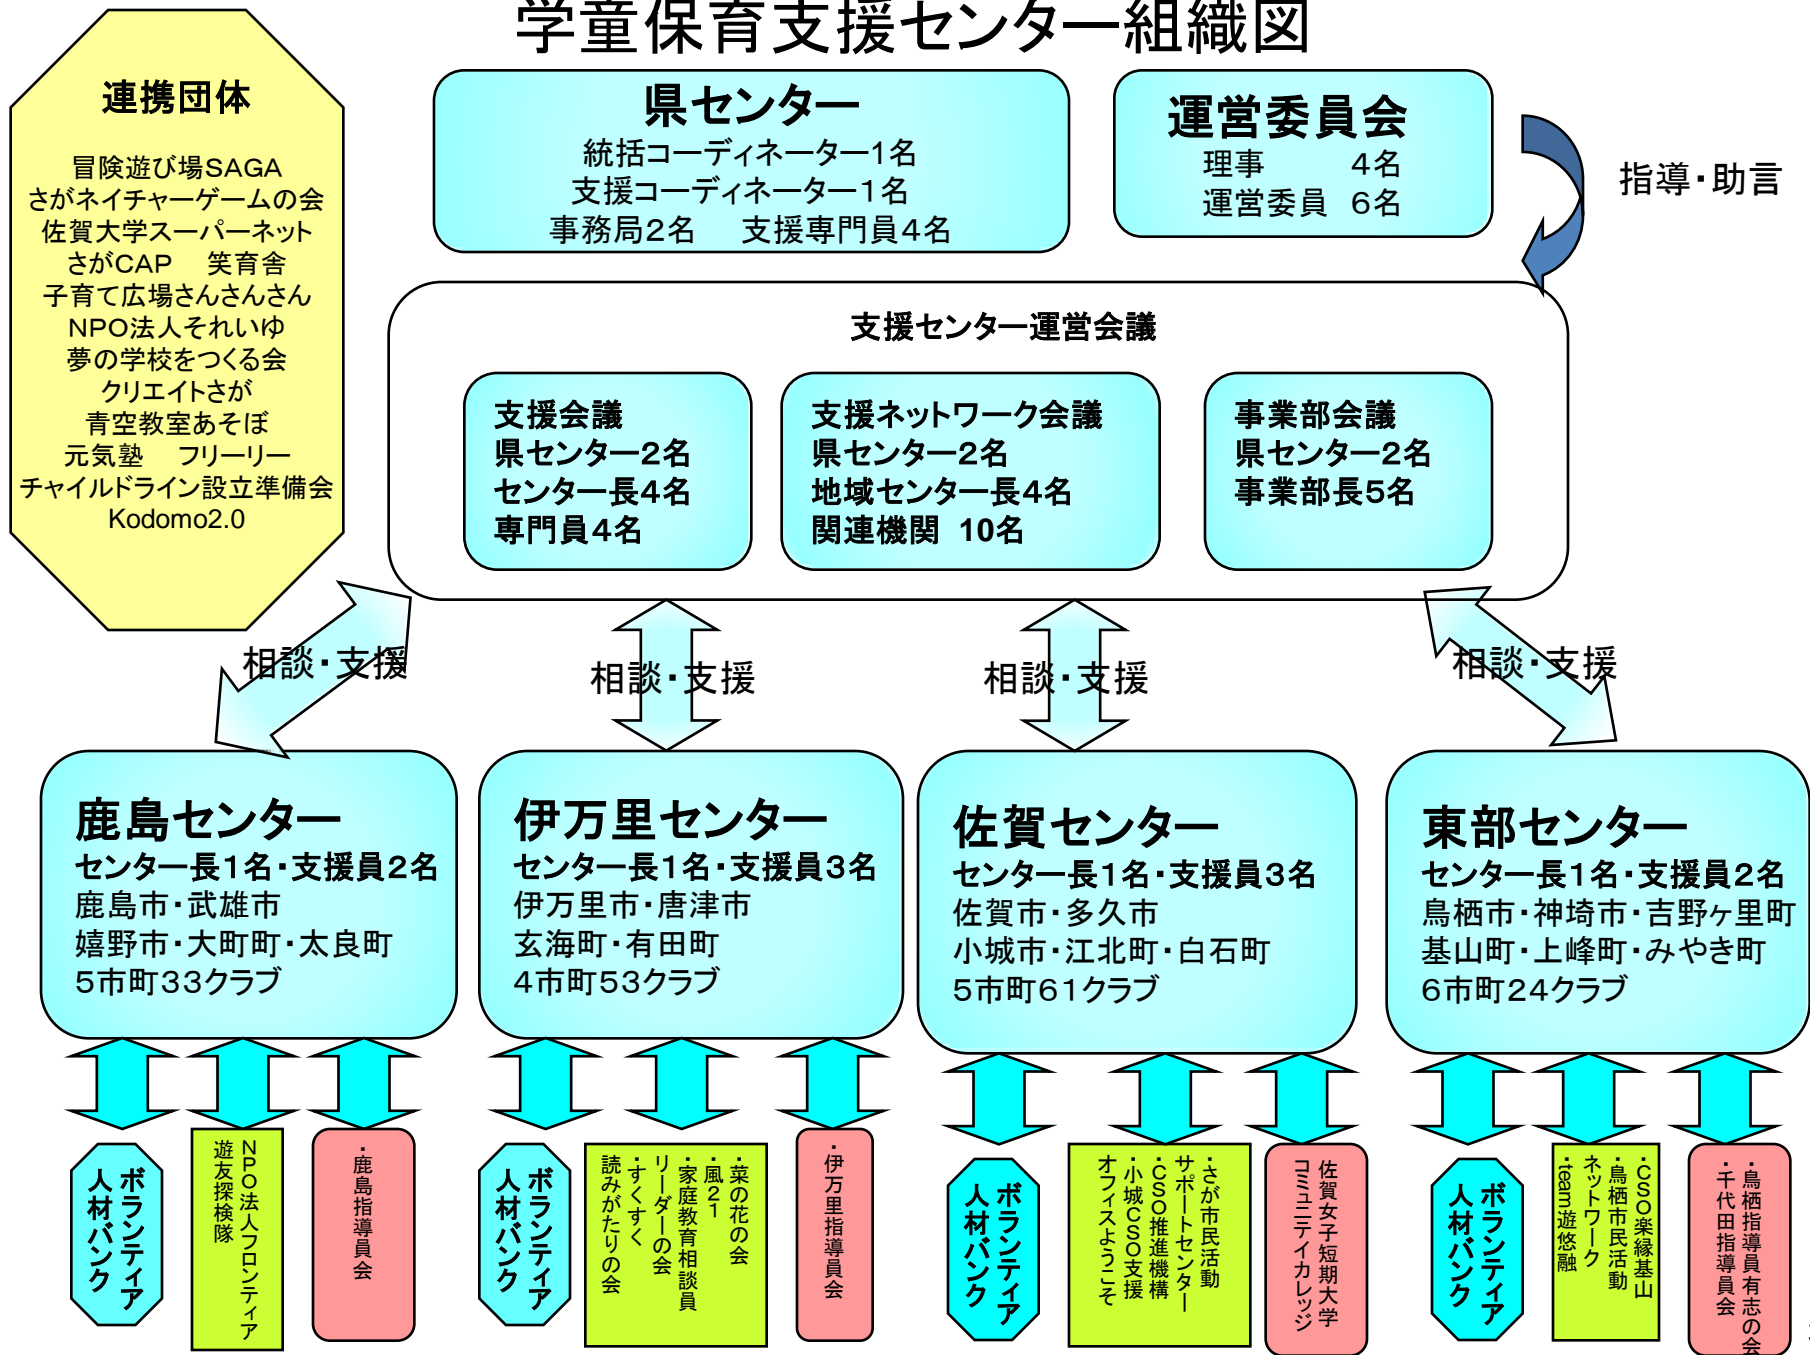 学童保育支援センター組織図
連携団体
冒険遊び場SAGA
さがネイチャーゲームの会
佐賀大学スーパーネット
さがCAP　笑育舎
子育て広場さんさんさん
NPO法人それいゆ
夢の学校をつくる会
クリエイトさが
青空教室あそぼ
元気塾　フリーリー
チャイルドライン設立準備会
Kodomo2.0
県センター
統括コーディネーター1名
支援コーディネーター1名
事務局2名　支援専門員4名
運営委員会
理事　4名
運営委員 6名
指導・助言
支援センター運営会議
支援会議
県センター2名
センター長4名
専門員4名
支援ネットワーク会議
県センター2名
地域センター長4名
関連機関 10名
事業部会議
県センター2名
事業部長5名
相談・支援
相談・支援
相談・支援
相談・支援
鹿島センター
センター長1名・支援員2名
鹿島市・武雄市
嬉野市・大町町・太良町
5市町33クラブ
伊万里センター
センター長1名・支援員3名
伊万里市・唐津市
玄海町・有田町
4市町53クラブ
佐賀センター
センター長1名・支援員3名
佐賀市・多久市
小城市・江北町・白石町
5市町61クラブ
東部センター
センター長1名・支援員2名
鳥栖市・神埼市・吉野ヶ里町
基山町・上峰町・みやき町
6市町24クラブ
ボランティア
人材バンク
NPO法人フロンティア
遊友探検隊
・鹿島指導員会
ボランティア
人材バンク
・菜の花の会
・風21
・家庭教育相談員
リーダーの会
・すくすく
読みがたりの会
・伊万里指導員会
ボランティア
人材バンク
・さが市民活動
サポートセンター
・CSO推進機構
・小城CSO支援
オフィスようこそ
佐賀女子短期大学
コミュニテイカレッジ
ボランティア
人材バンク
・CSO楽縁基山
・鳥栖市民活動
ネットワーク
・team遊悠融
・鳥栖指導員有志の会
・千代田指導員会